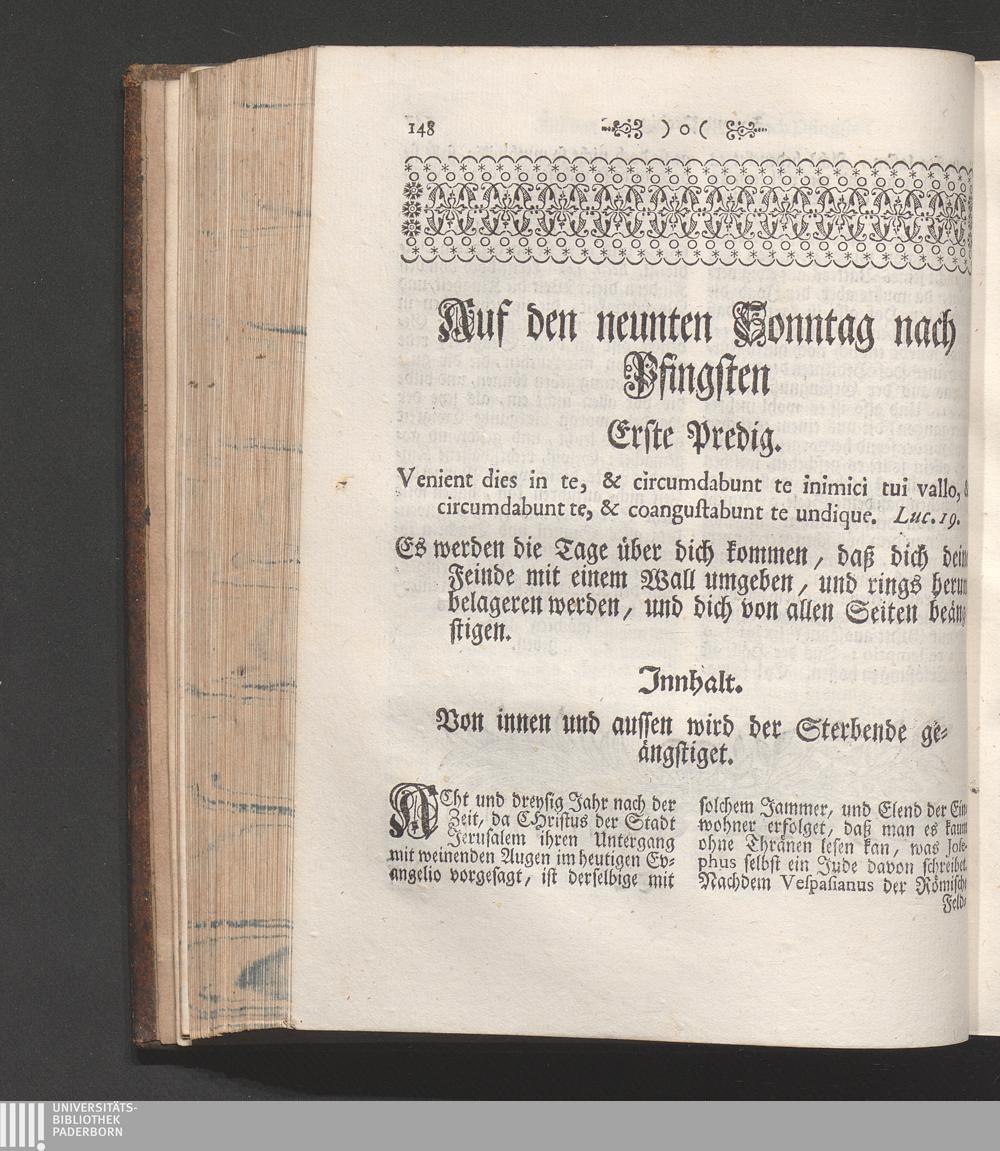 148 ) o (
Auf den neunten Sonntag nach
Pfingsten
Erste Predig.
Venient dies in te, & circumdabunt te inimici tui vallo, &
circumdabunt te, & coangustabunt te undique. Luc. 19.
Es werden die Tage über dich kommen, daß dich dein
Feinde mit einem Wall umgeben, und rings herum
belageren werden, und dich von allen Seiten beäng
stigen.
Innhalt.
Von innen und aussen wird der Sterbende ge-
ängstiget.
ACht und dreysig Jahr nach der
Zeit, da CHristus der Stadt
Jerusalem ihren Untergang
mit weinenden Augen im heutigen Ev-
angelio vorgesagt, ist derselbige mit
solchem Jammer, und Elend der Ein
wohner erfolget, daß man es kaum
ohne Thränen lesen kan, was Jose-
phus selbst ein Jude davon schreibet.
Nachdem Vespasianus der Römische
Feld-
UNIVERSITÄTS-
BIBLIOTHEK
PADERBORN